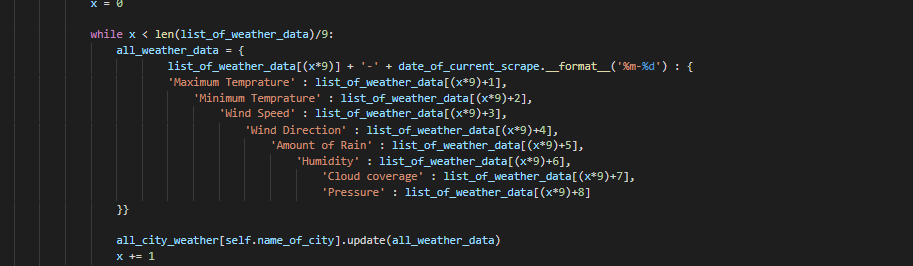 x = 0
while x < len(list_of_weather_data)/9:
all_weather_data = {
list_of_weather_data[(x*9)] + '-' + date_of_current_scrape.__format__('%m-%d') : {
'Maximum Temprature' : list_of_weather_data[(x*9)+1],
'Minimum Temprature' : list_of_weather_data[(x*9)+2],
'Wind Speed' : list_of_weather_data[(x*9)+3],
'Wind Direction' : list_of_weather_data[(x*9)+4],
'Amount of Rain' : list_of_weather_data[(x*9)+5],
'Humidity' : list_of_weather_data[(x*9)+6],
'Cloud coverage' : list_of_weather_data[(x*9)+7],
'Pressure' : list_of_weather_data[(x*9)+8]
}}
all_city_weather[self.name_of_city].update(all_weather_data)
x += 1